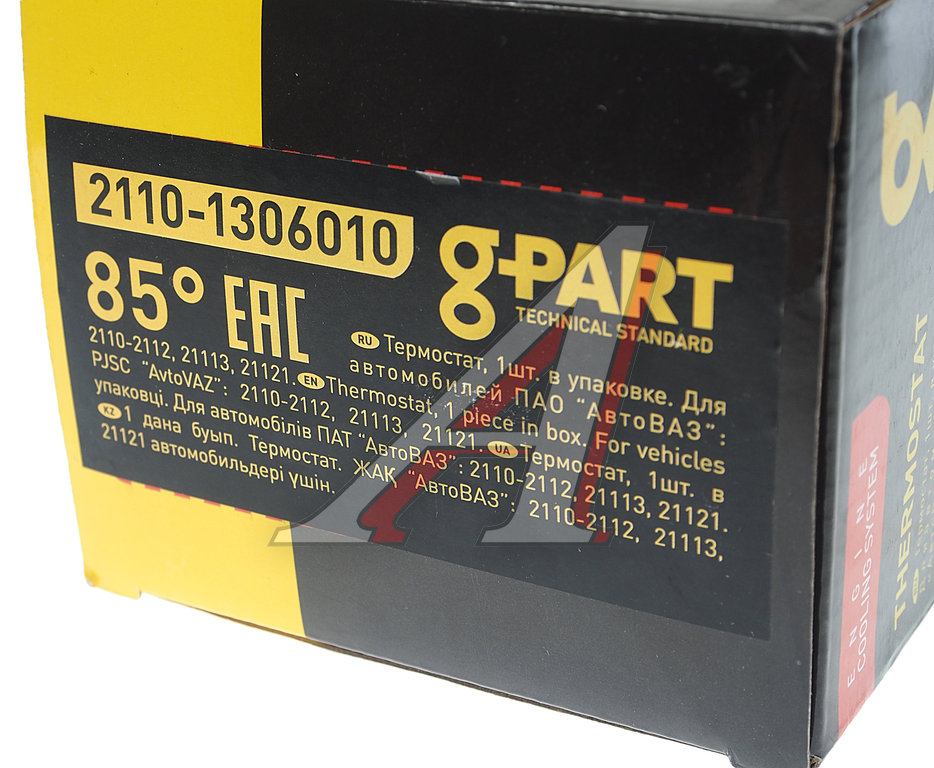 2110-1306010
g-PART
TECHNICAL STANDARD
85° EAC
RU Термостат, 1шт. в упаковке. Для
автомобилей ПАО “АвтоВАЗ”:
2110-2112, 21113, 21121. EN Thermostat, 1 piece in box. For vehicles
PJSC “AvtoVAZ”: 2110-2112, 21113, 21121. UA Термостат, 1шт. в
упаковці. Для автомобілів ПАТ “АвтоВАЗ”: 2110-2112, 21113, 21121.
KZ 1 дана буып. Термостат. ЖАҚ “АвтоВАЗ”: 2110-2112, 21113,
21121 автомобильдері үшін.
ENGINE
COOLING SYSTEM
THERMOSTAT